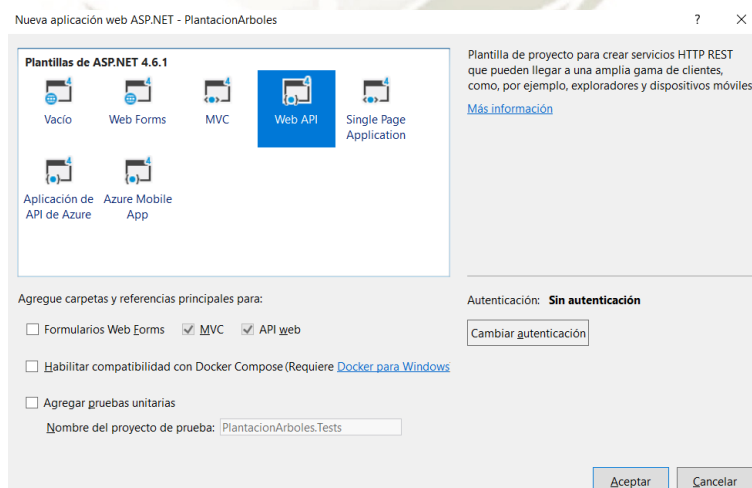 Nueva aplicación web ASP.NET - PlantacionArboles
?
Plantillas de ASP.NET 4.6.1
Vacío
Web Forms
MVC
Web API
Single Page
Application
Aplicación de
API de Azure
Azure Mobile
App
Plantilla de proyecto para crear servicios HTTP REST
que pueden llegar a una amplia gama de clientes,
como, por ejemplo, exploradores y dispositivos móviles
Más información
Agregue carpetas y referencias principales para:
Formularios Web Forms
MVC
API web
Habilitar compatibilidad con Docker Compose (Requiere Docker para Windows
Agregar pruebas unitarias
Nombre del proyecto de prueba: PlantacionArboles.Tests
Autenticación: Sin autenticación
Cambiar autenticación
Aceptar
Cancelar